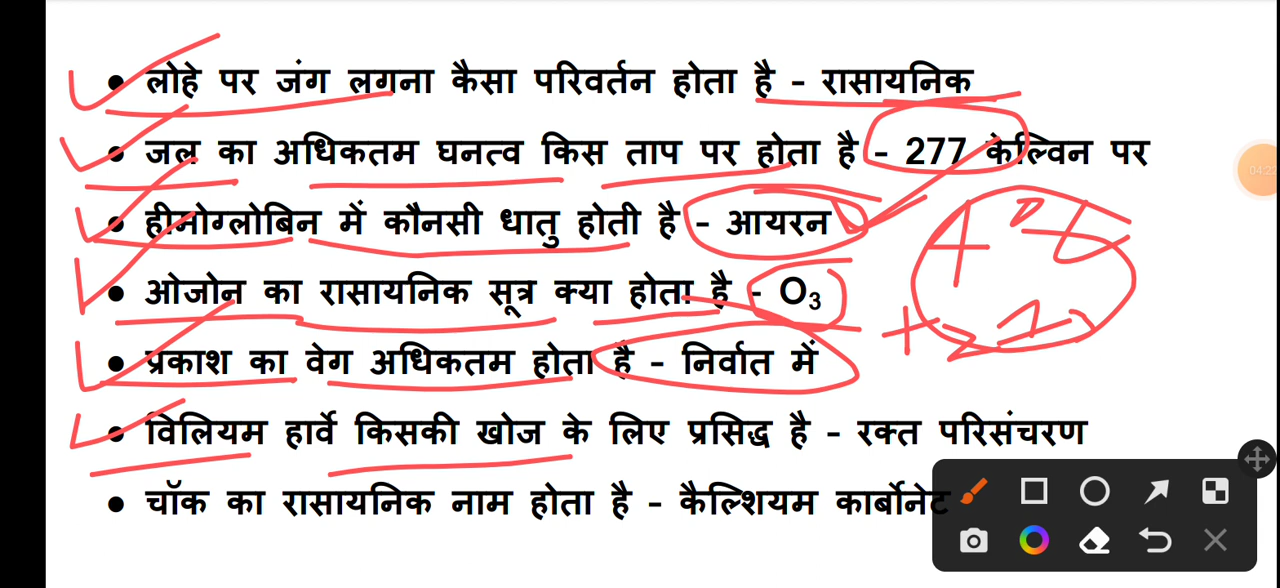 • लोहे पर जंग लगना कैसा परिवर्तन होता है - रासायनिक
• जल का अधिकतम घनत्व किस ताप पर होता है - 277 केल्विन पर
• हीमोग्लोबिन में कौनसी धातु होती है - आयरन
• ओजोन का रासायनिक सूत्र क्या होता है - O₃
• प्रकाश का वेग अधिकतम होता है - निर्वात में
• विलियम हार्वे किसकी खोज के लिए प्रसिद्ध है - रक्त परिसंचरण
• चॉक का रासायनिक नाम होता है - कैल्शियम कार्बोनेट